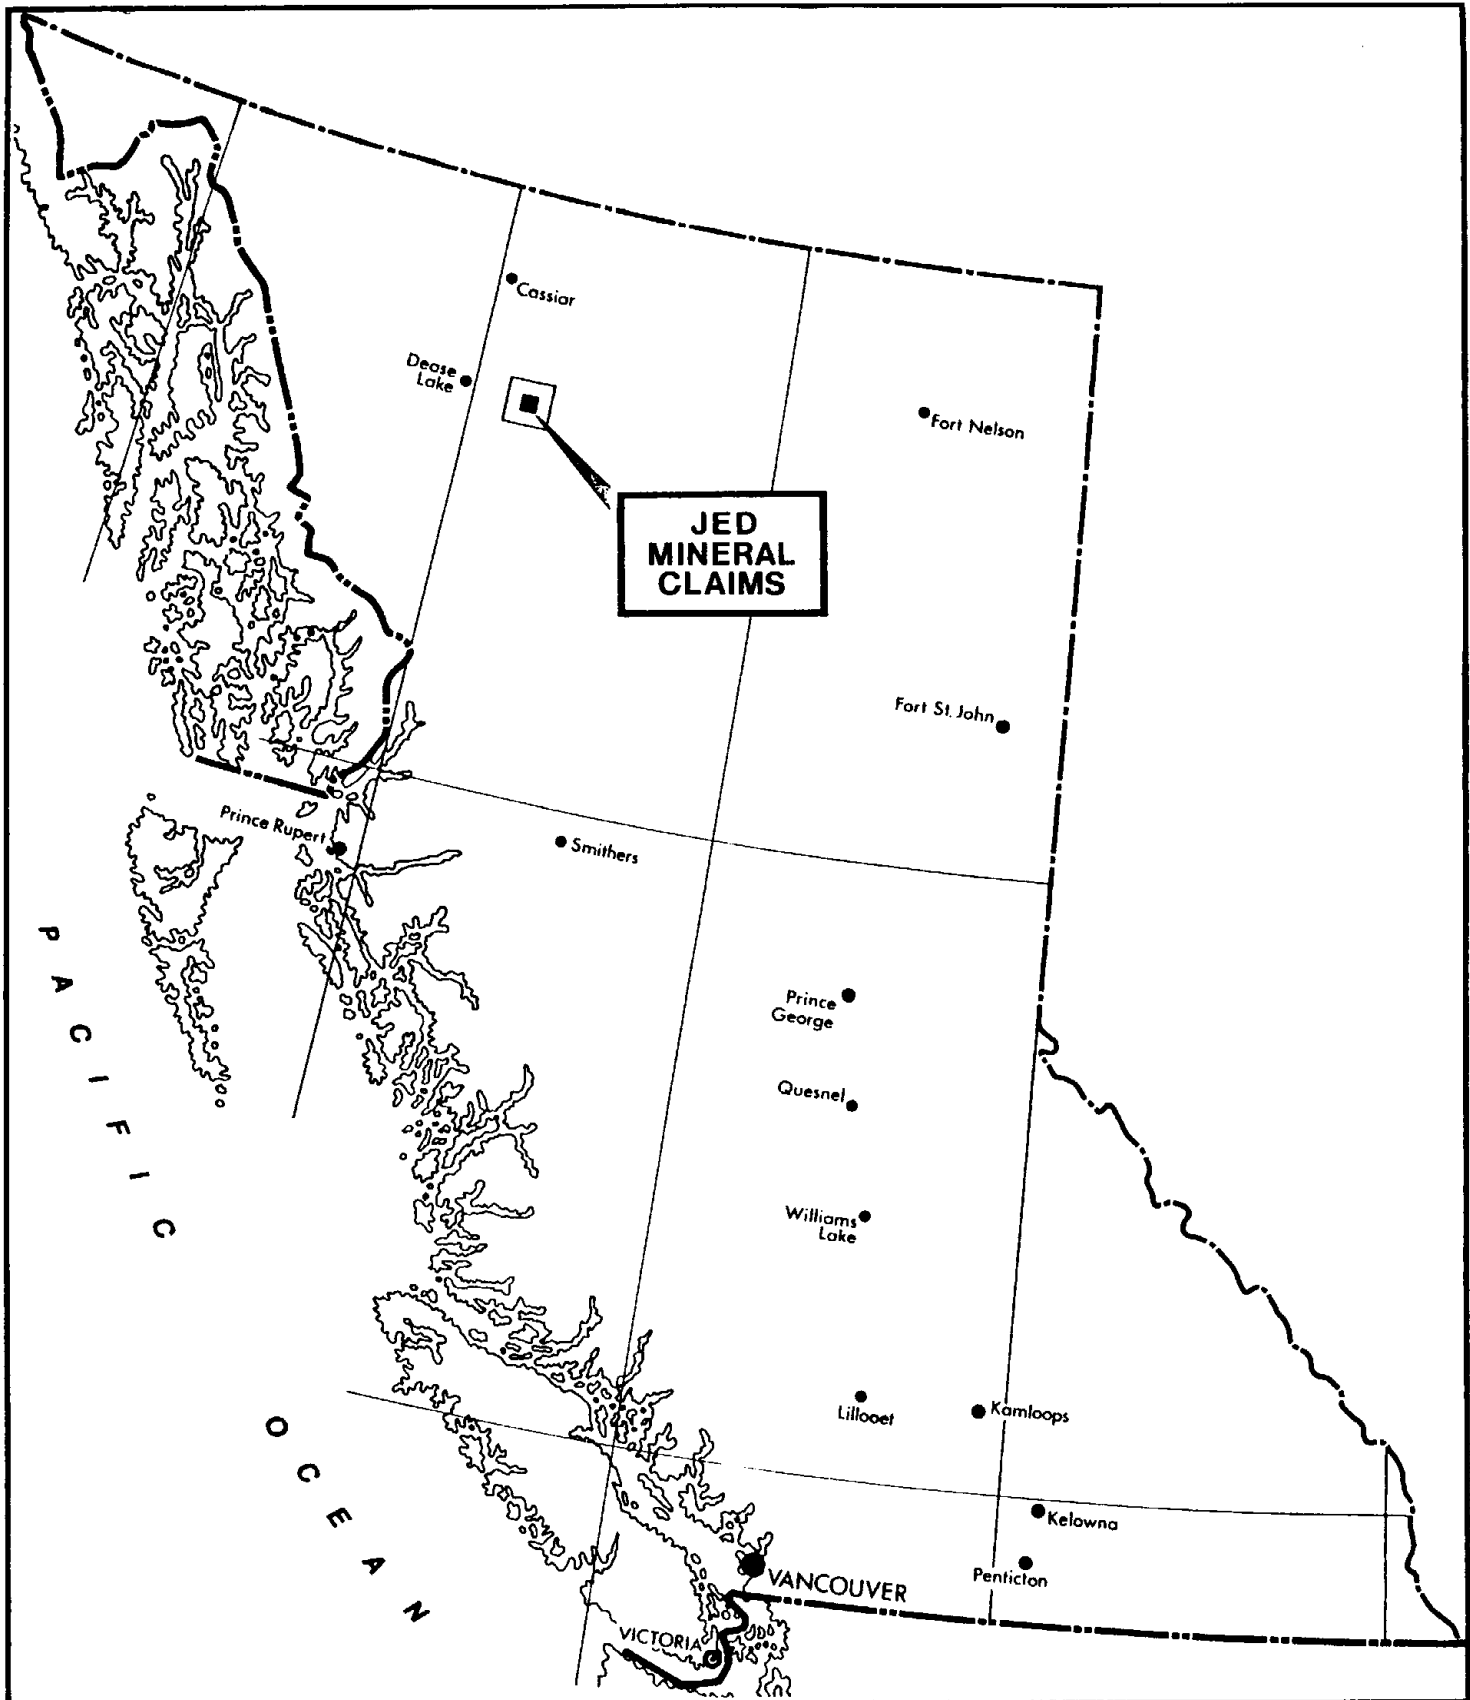 Cassiar
Dease
Lake
Fort Nelson
JED
MINERAL
CLAIMS
Fort St. John
Prince Rupert
Smithers
PACIFIC
Prince
George
Quesnel
Williams
Lake
Lillooet
Kamloops
OCEAN
Kelowna
Penticton
VANCOUVER
VICTORIA